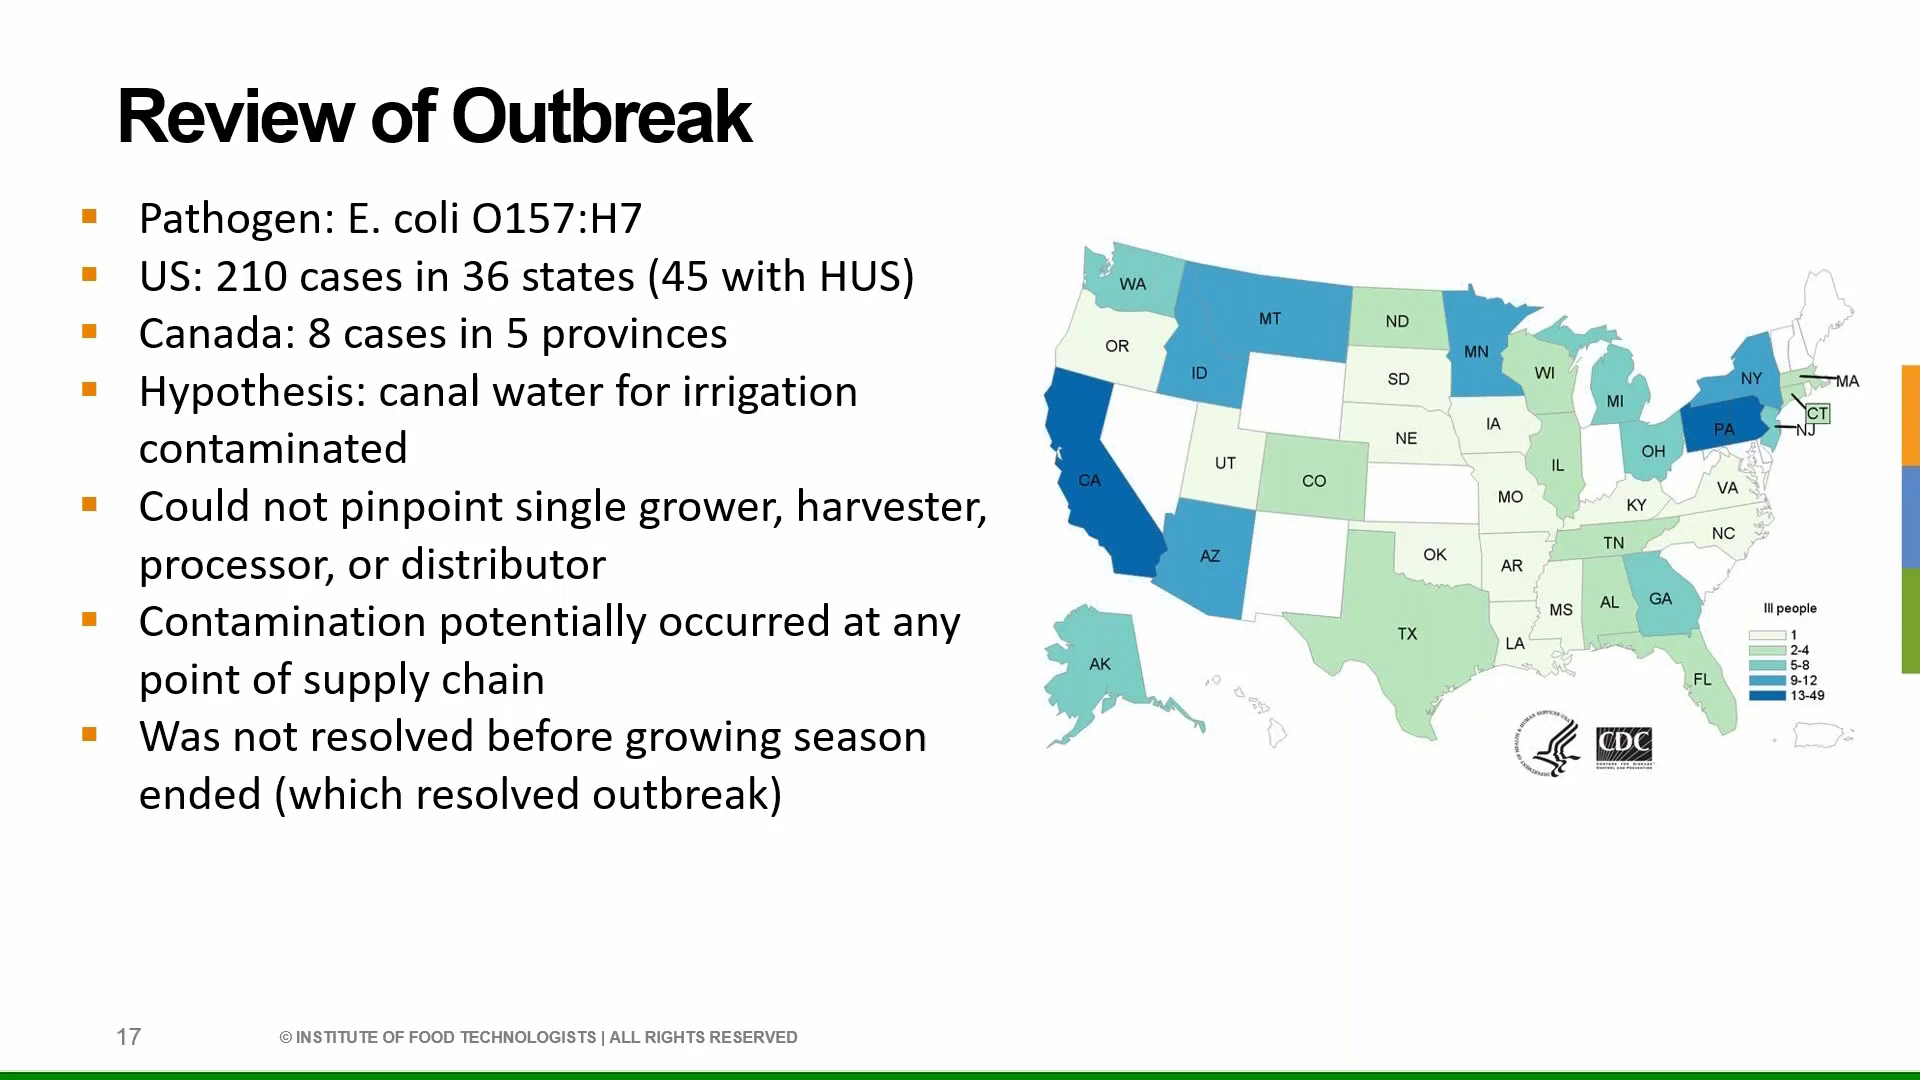 Review of Outbreak
Pathogen: E. coli O157:H7
US: 210 cases in 36 states (45 with HUS)
Canada: 8 cases in 5 provinces
Hypothesis: canal water for irrigation
contaminated
Could not pinpoint single grower, harvester,
processor, or distributor
Contamination potentially occurred at any
point of supply chain
Was not resolved before growing season
ended (which resolved outbreak)
WA
MT
ND
OR
ID
MN
SD
WI
NY
MA
MI
CT
NJ
PA
IA
NE
OH
UT
CO
IL
CA
MO
KY
VA
NC
TN
OK
AZ
AR
MS
AL
GA
TX
LA
AK
FL
Ill people
1
2-4
5-8
9-12
13-49
CDC
17
© INSTITUTE OF FOOD TECHNOLOGISTS | ALL RIGHTS RESERVED